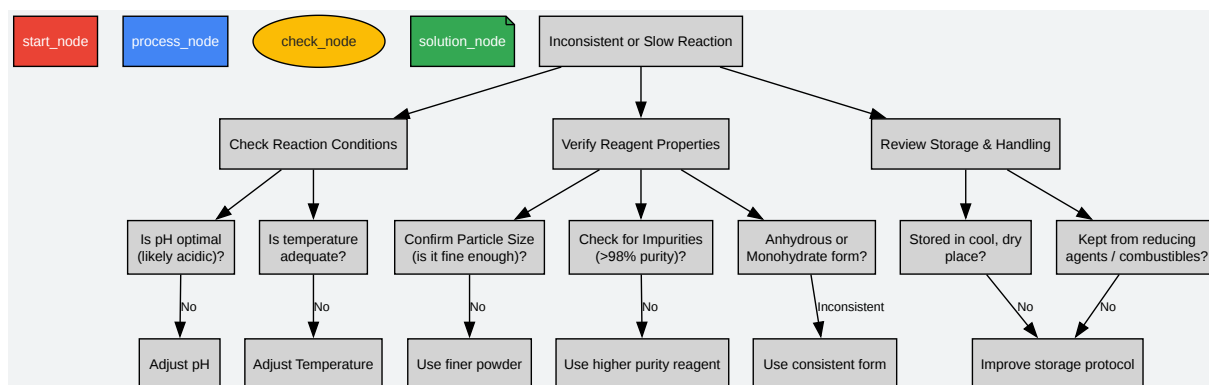 start_node
process_node
check_node
solution_node
Inconsistent or Slow Reaction
Check Reaction Conditions
Verify Reagent Properties
Review Storage & Handling
Is pH optimal
(likely acidic)?
Is temperature
adequate?
Confirm Particle Size
(is it fine enough)?
Check for Impurities
(>98% purity)?
Anhydrous or
Monohydrate form?
Stored in cool, dry
place?
Kept from reducing
agents / combustibles?
No
No
No
No
Inconsistent
No
No
Adjust pH
Adjust Temperature
Use finer powder
Use higher purity reagent
Use consistent form
Improve storage protocol